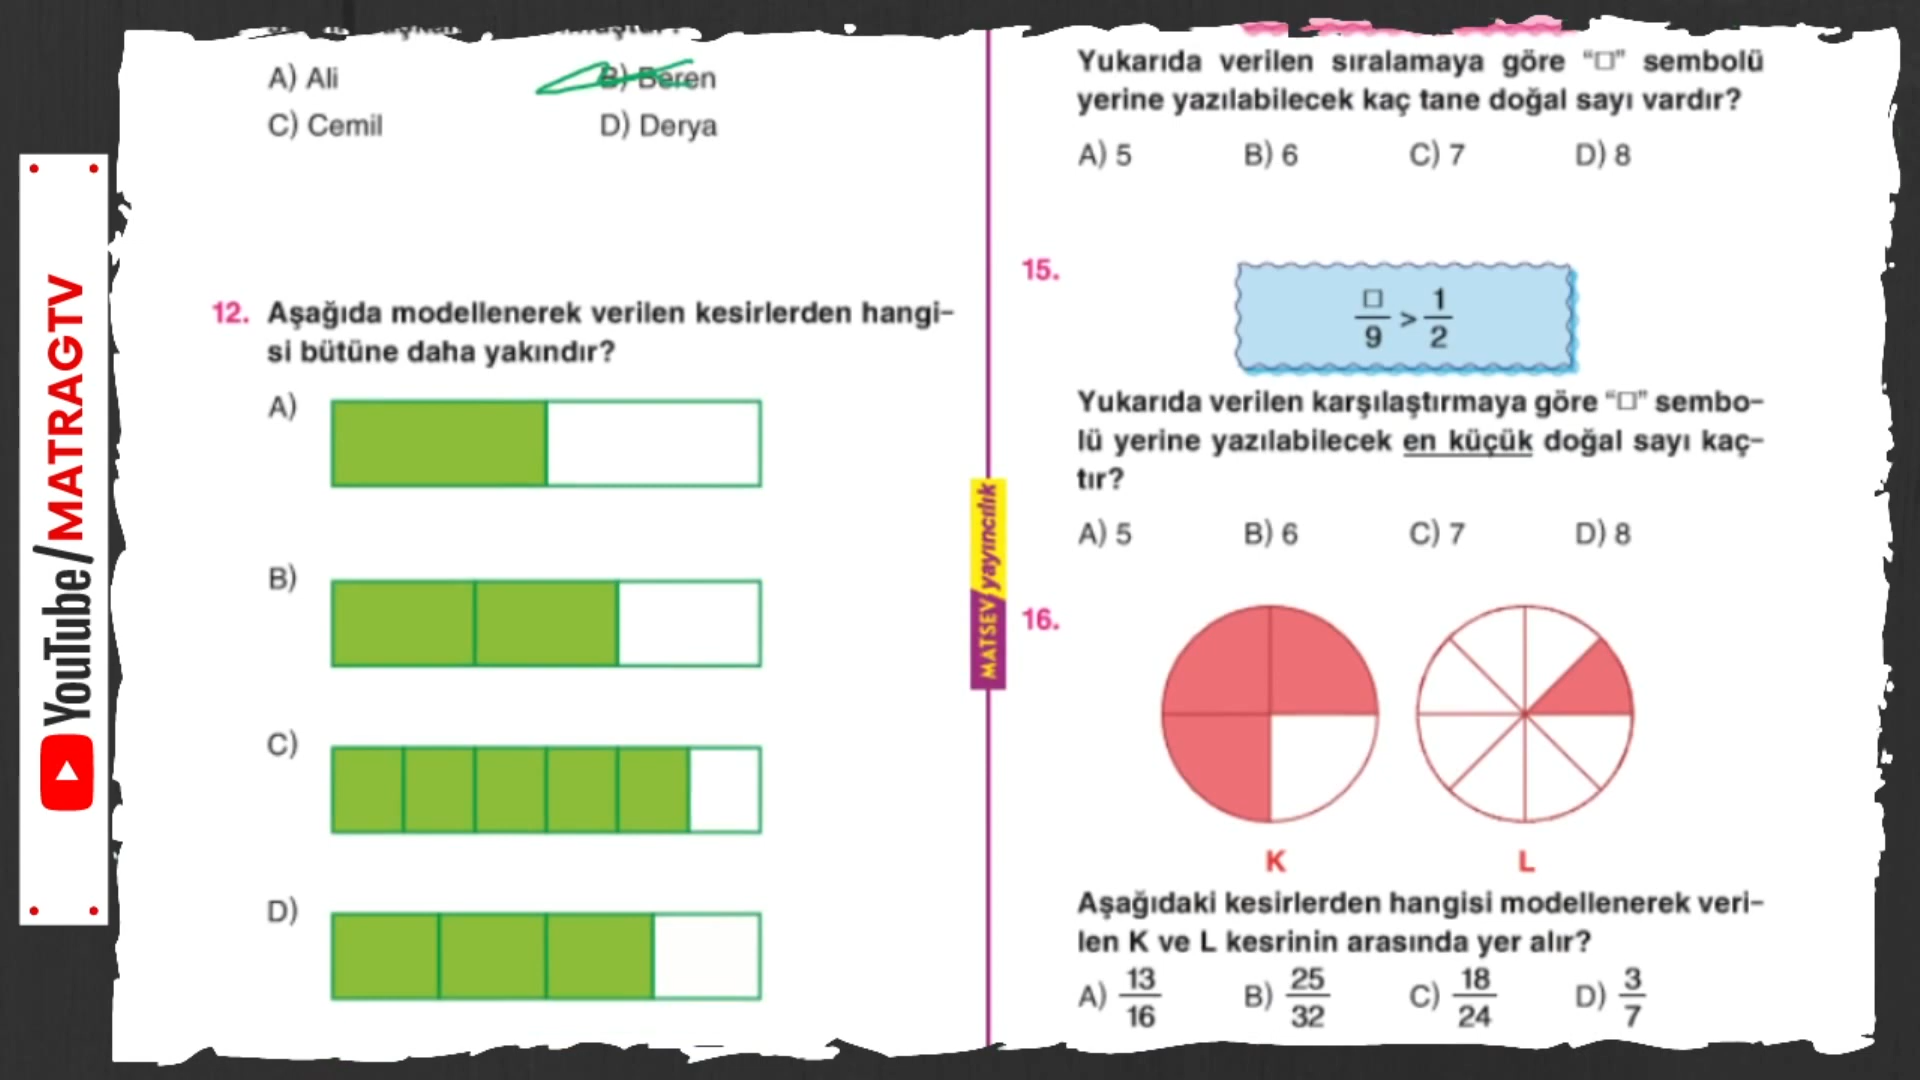 A) Ali
B) Beren
C) Cemil
D) Derya
12. Aşağıda modellenerek verilen kesirlerden hangi-
si bütüne daha yakındır?
A)
B)
C)
D)
Yukarıda verilen sıralamaya göre “□” sembolü
yerine yazılabilecek kaç tane doğal sayı vardır?
A) 5 B) 6 C) 7 D) 8
15.
□/9 > 1/2
Yukarıda verilen karşılaştırmaya göre “□” sembo-
lü yerine yazılabilecek en küçük doğal sayı kaç-
tır?
A) 5 B) 6 C) 7 D) 8
16.
K L
Aşağıdaki kesirlerden hangisi modellenerek veri-
len K ve L kesrinin arasında yer alır?
A) 13/16 B) 25/32 C) 18/24 D) 3/7
MATSEV yayıncılık
YouTube/MATRAGTV